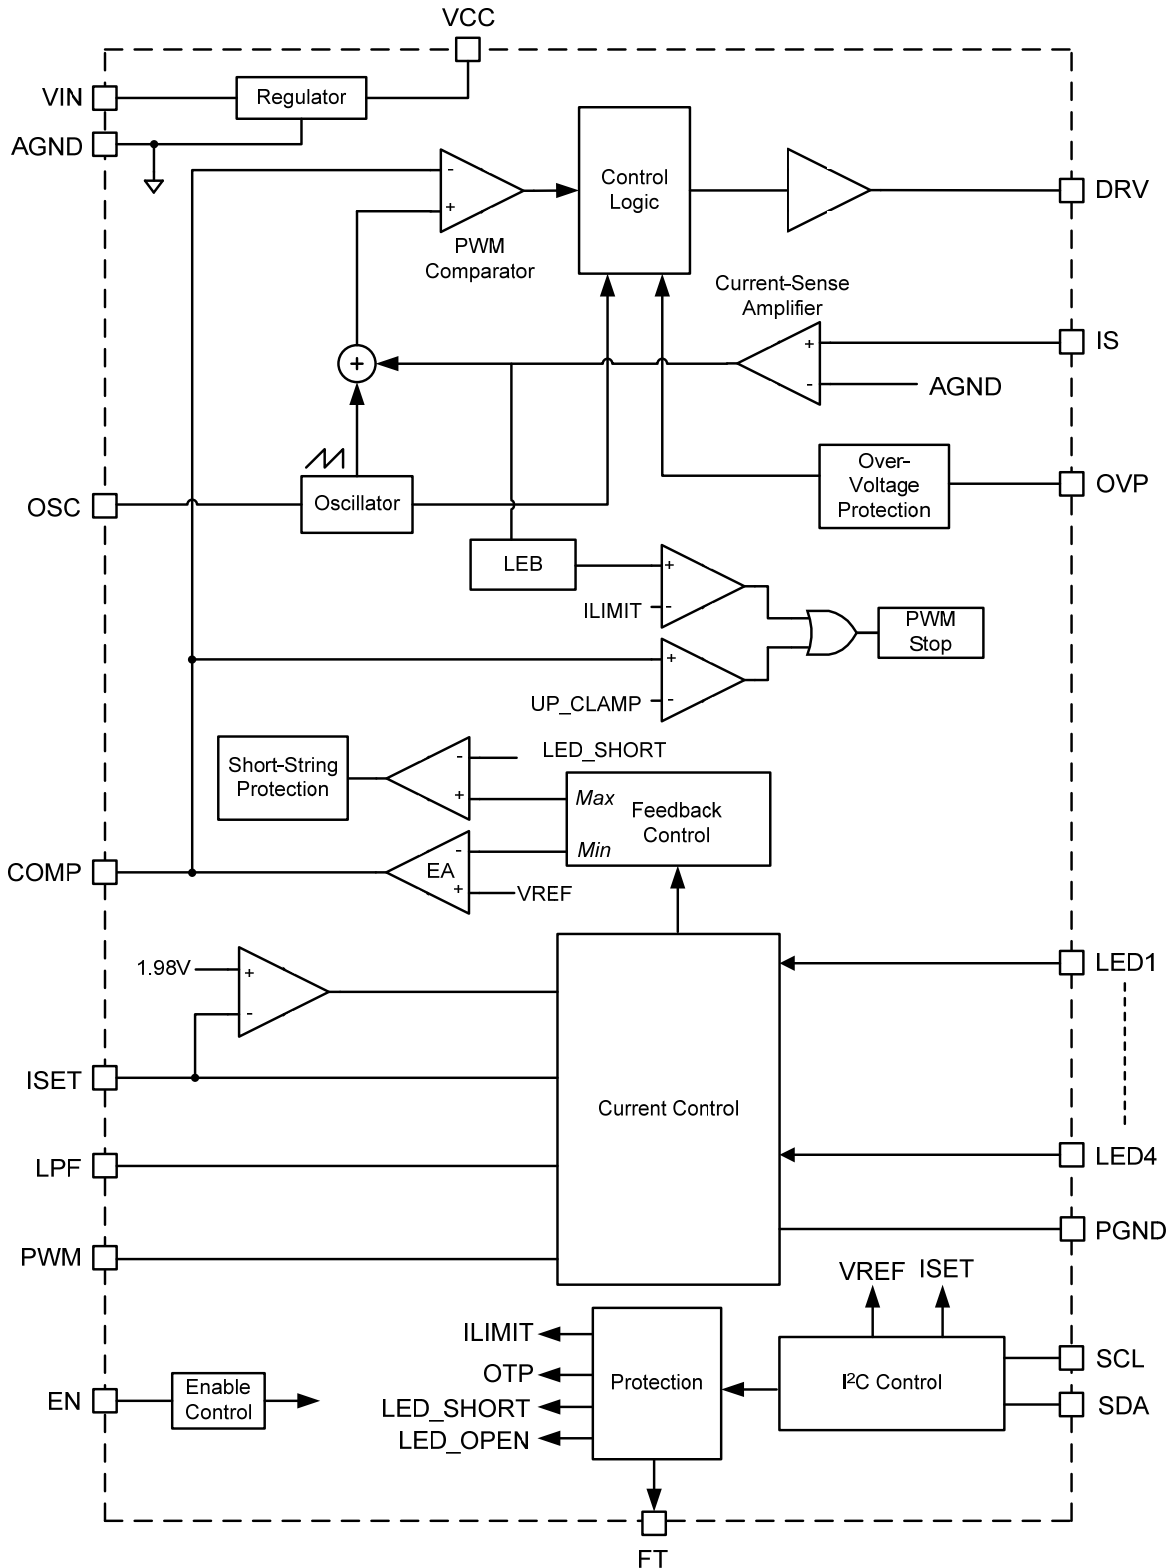 VCC
VIN
Regulator
AGND
-
+
PWM
Comparator
Control
Logic
DRV
Current-Sense
Amplifier
+
-
IS
AGND
+
OSC
Oscillator
Over-
Voltage
Protection
OVP
LEB
+
ILIMIT
-
PWM
Stop
+
UP_CLAMP
-
LED_SHORT
-
+
Short-String
Protection
Max
Feedback
Control
Min
COMP
EA
-
+
VREF
1.98V
+
-
LED1
ISET
Current Control
LPF
LED4
PWM
PGND
VREF
ISET
ILIMIT
OTP
LED_SHORT
LED_OPEN
Protection
I²C Control
SCL
SDA
EN
Enable
Control
FT